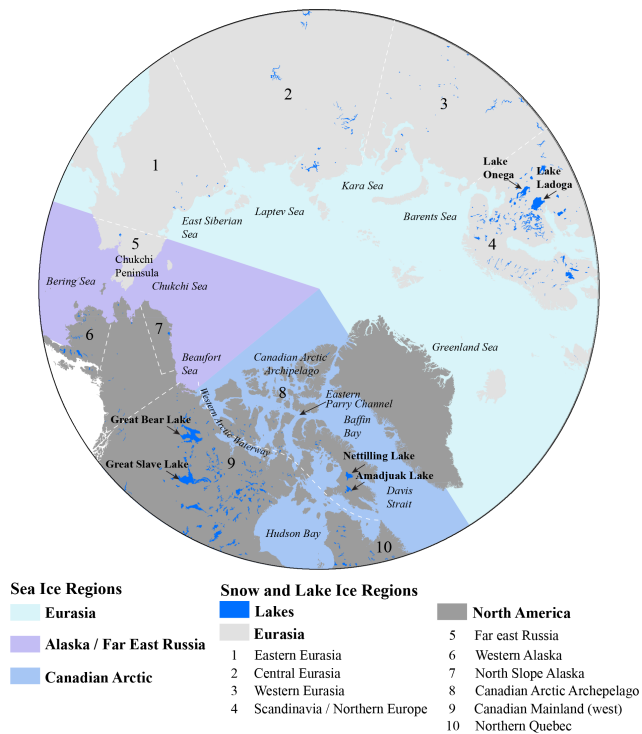 2
3
1
Lake
Onega
Lake
Ladoga
Kara Sea
Laptev Sea
East Siberian
Sea
Barents Sea
4
5
Chukchi
Peninsula
Bering Sea
Chukchi Sea
6
7
Beaufort
Sea
Canadian Arctic
Archipelago
Greenland Sea
8
Eastern
Parry Channel
Western Arctic Waterway
Baffin
Bay
Great Bear Lake
Great Slave Lake
9
Nettilling Lake
Amadjuak Lake
Davis
Strait
Hudson Bay
10
Sea Ice Regions
Eurasia
Alaska / Far East Russia
Canadian Arctic
Snow and Lake Ice Regions
Lakes
Eurasia
1 Eastern Eurasia
2 Central Eurasia
3 Western Eurasia
4 Scandinavia / Northern Europe
North America
5 Far east Russia
6 Western Alaska
7 North Slope Alaska
8 Canadian Arctic Archepelago
9 Canadian Mainland (west)
10 Northern Quebec